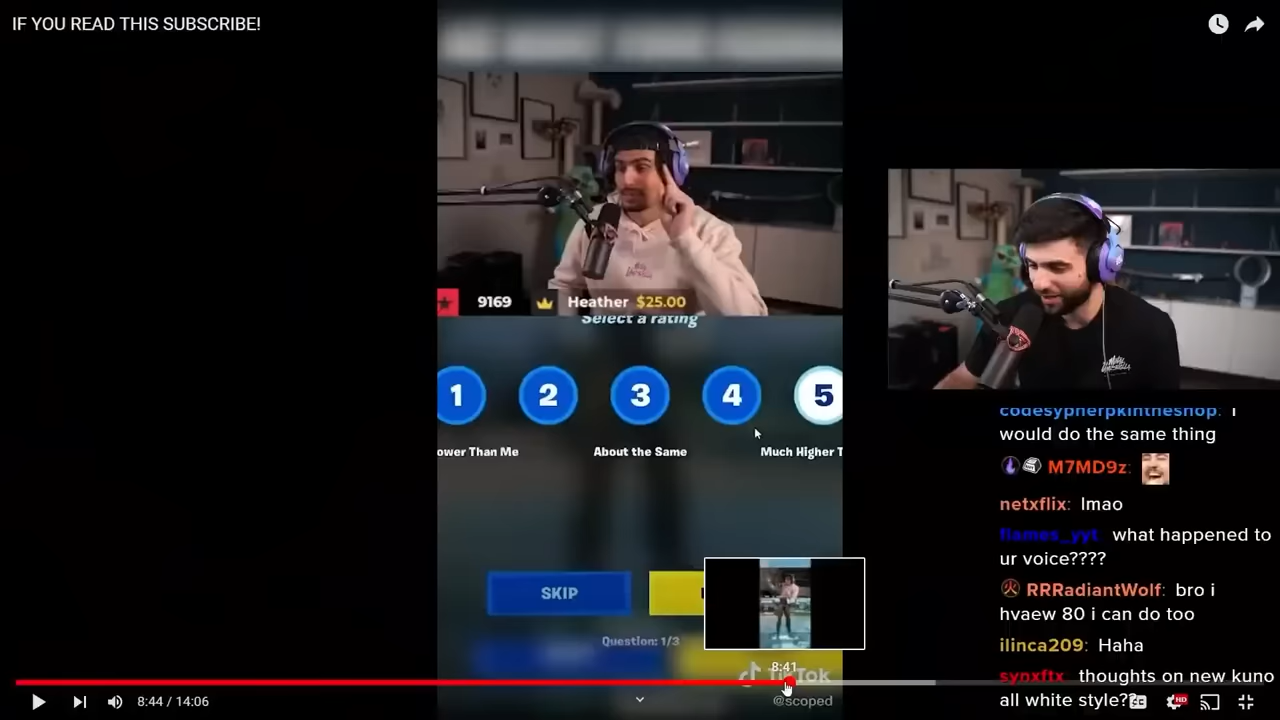 IF YOU READ THIS SUBSCRIBE!
9169 Heather $25.00
Select a rating
1 2 3 4 5
ower Than Me About the Same Much Higher T
SKIP
Question: 1/3
8:41
TikTok
@scoped
8:44 / 14:06
codesypherpkintheshop: i
would do the same thing
M7MD9z:
netxflix: lmao
flames_yyt: what happened to
ur voice????
RRRadiantWolf: bro i
hvaew 80 i can do too
ilinca209: Haha
synxftx: thoughts on new kuno
all white style??
CC
HD